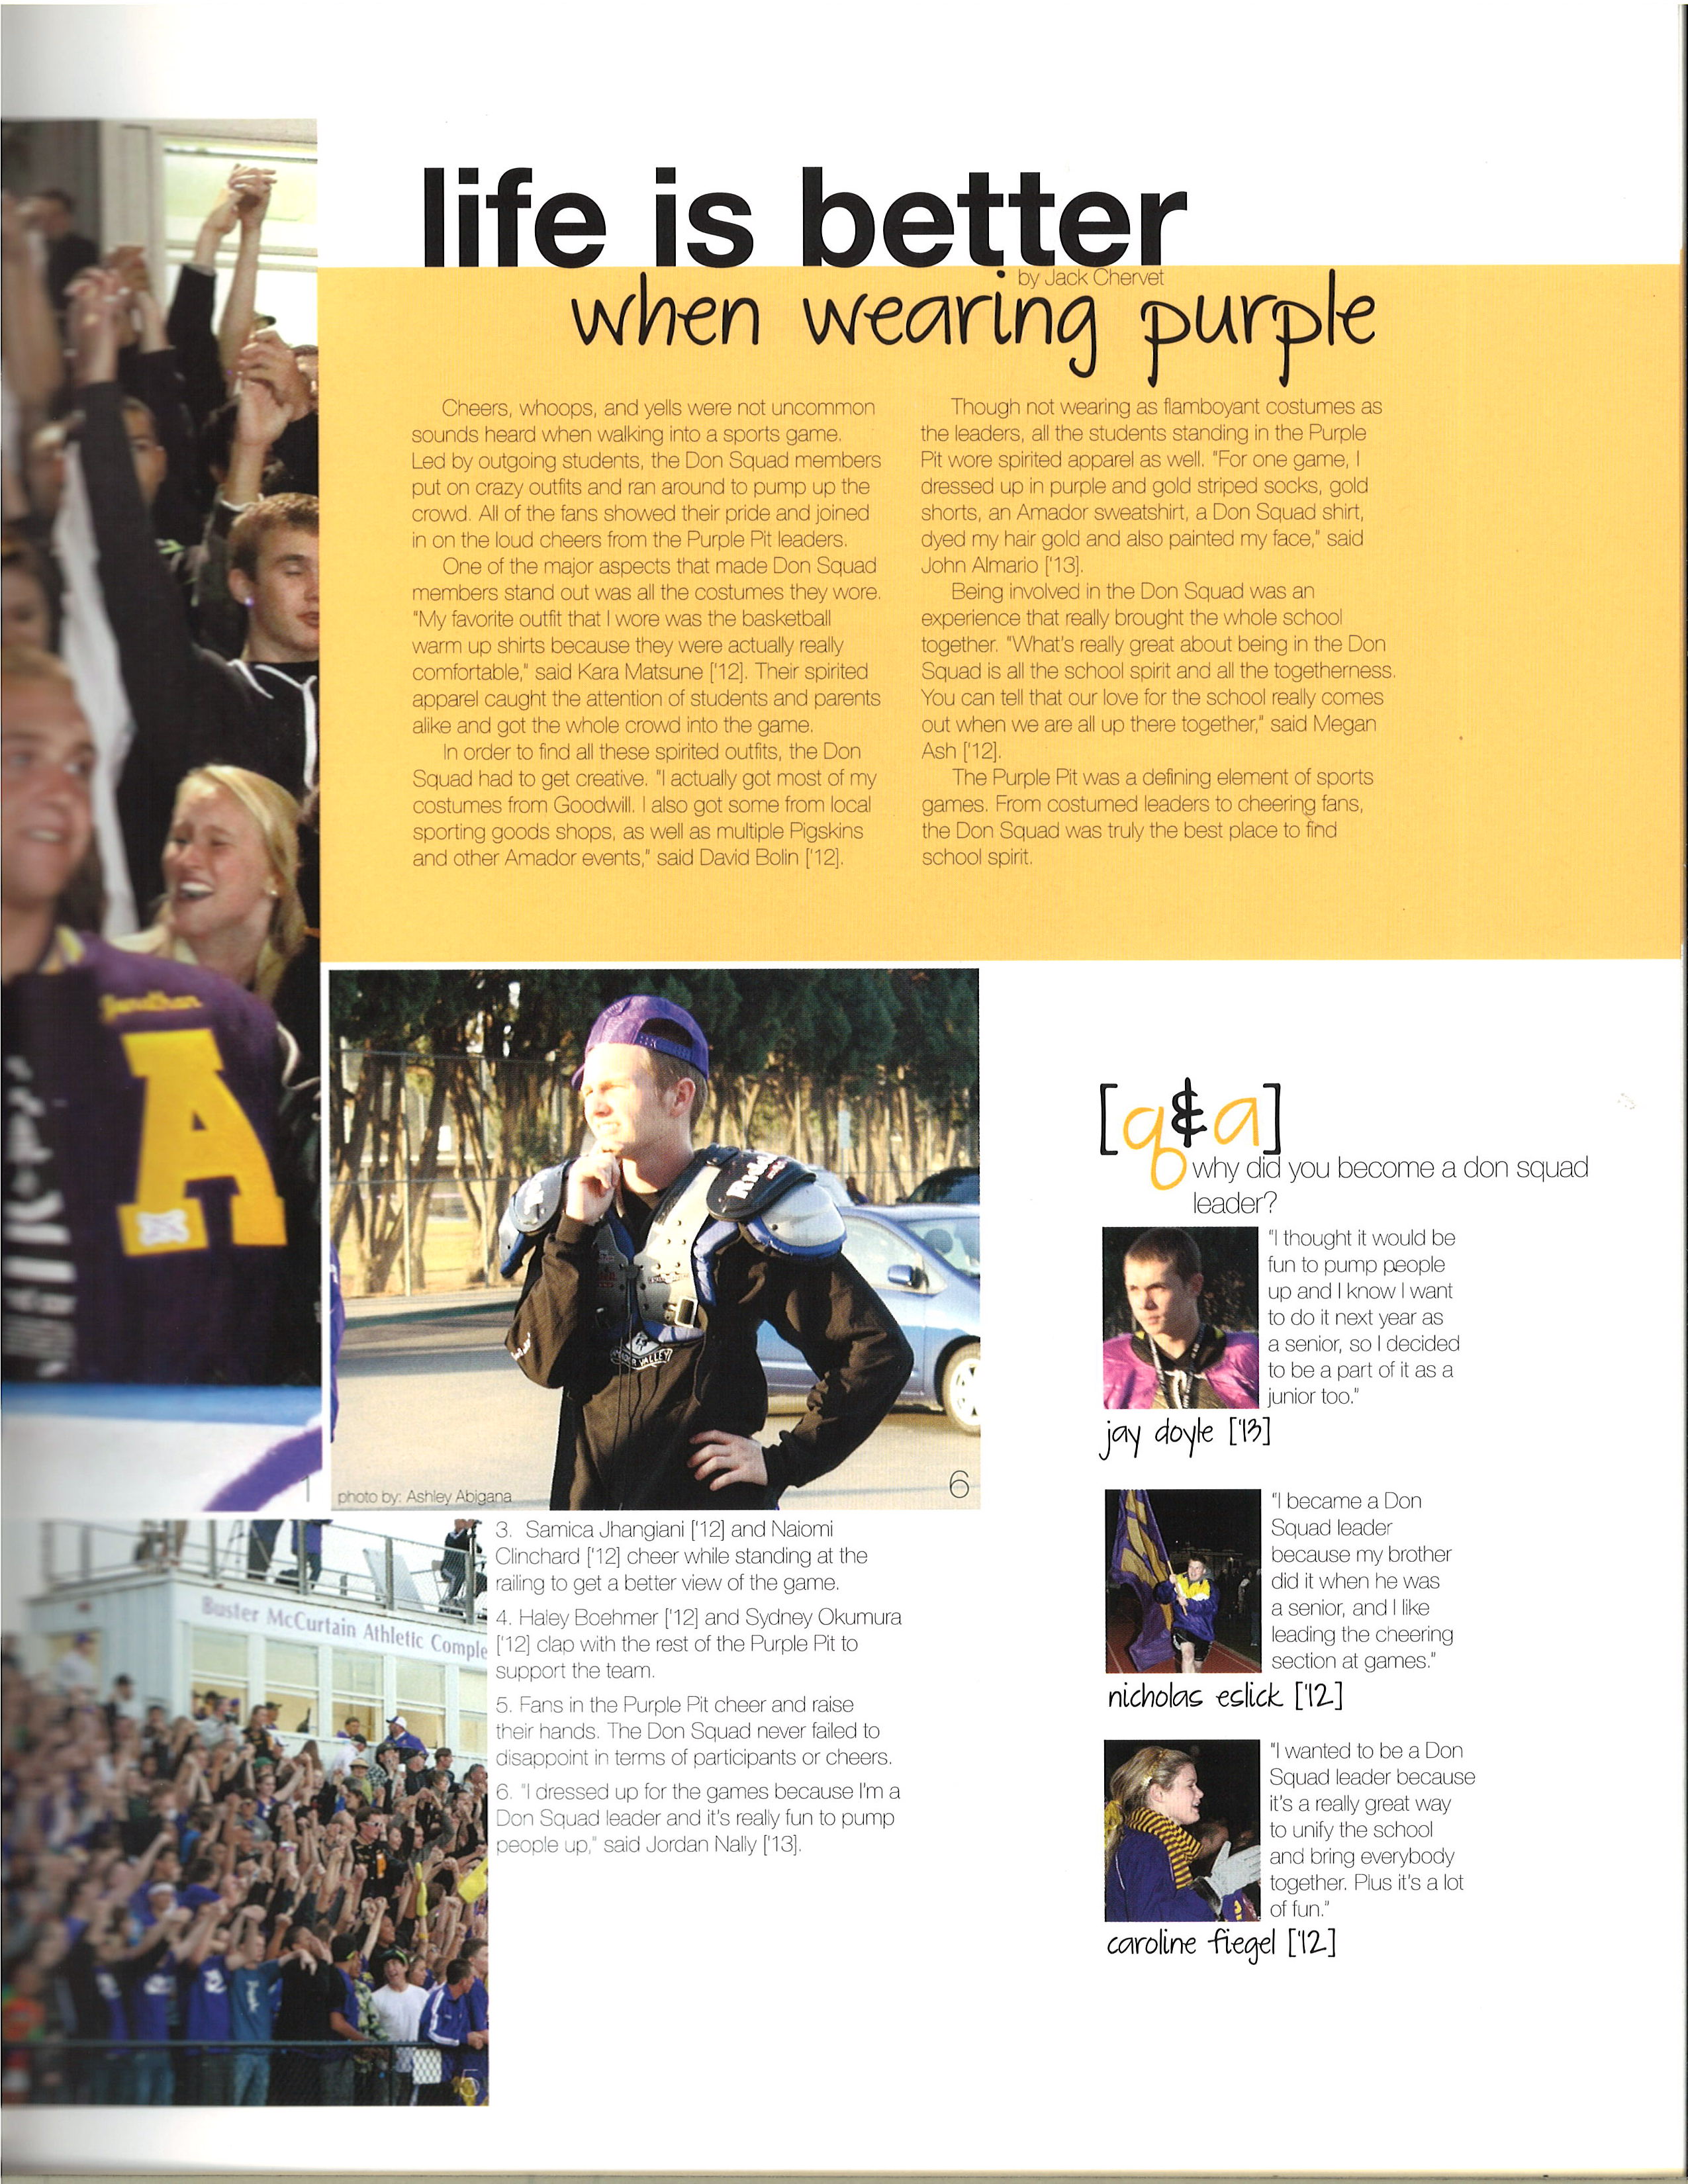 life is better
by Jack Chervet
when wearing purple
Cheers, whoops, and yells were not uncommon
sounds heard when walking into a sports game.
Led by outgoing students, the Don Squad members
put on crazy outfits and ran around to pump up the
crowd. All of the fans showed their pride and joined
in on the loud cheers from the Purple Pit leaders.
One of the major aspects that made Don Squad
members stand out was all the costumes they wore.
"My favorite outfit that I wore was the basketball
warm up shirts because they were actually really
comfortable," said Kara Matsune ['12]. Their spirited
apparel caught the attention of students and parents
alike and got the whole crowd into the game.
In order to find all these spirited outfits, the Don
Squad had to get creative. "I actually got most of my
costumes from Goodwill. I also got some from local
sporting goods shops, as well as multiple Pigskins
and other Amador events," said David Bolin ['12].
Though not wearing as flamboyant costumes as
the leaders, all the students standing in the Purple
Pit wore spirited apparel as well. "For one game, I
dressed up in purple and gold striped socks, gold
shorts, an Amador sweatshirt, a Don Squad shirt,
dyed my hair gold and also painted my face," said
John Almario ['13].
Being involved in the Don Squad was an
experience that really brought the whole school
together. "What's really great about being in the Don
Squad is all the school spirit and all the togetherness.
You can tell that our love for the school really comes
out when we are all up there together," said Megan
Ash ['12].
The Purple Pit was a defining element of sports
games. From costumed leaders to cheering fans,
the Don Squad was truly the best place to find
school spirit.
Jonathan
A
1
VALLEY
photo by: Ashley Abigana
6
Buster McCurtain Athletic Comple
5
3. Samica Jhangiani ['12] and Naiomi
Clinchard ['12] cheer while standing at the
railing to get a better view of the game.
4. Haley Boehmer ['12] and Sydney Okumura
['12] clap with the rest of the Purple Pit to
support the team.
5. Fans in the Purple Pit cheer and raise
their hands. The Don Squad never failed to
disappoint in terms of participants or cheers.
6. "I dressed up for the games because I'm a
Don Squad leader and it's really fun to pump
people up," said Jordan Nally ['13].
[q&a]
why did you become a don squad
leader?
"I thought it would be
fun to pump people
up and I know I want
to do it next year as
a senior, so I decided
to be a part of it as a
junior too."
jay doyle ['13]
"I became a Don
Squad leader
because my brother
did it when he was
a senior, and I like
leading the cheering
section at games."
nicholas eslick ['12]
"I wanted to be a Don
Squad leader because
it's a really great way
to unify the school
and bring everybody
together. Plus it's a lot
of fun."
caroline fiegel ['12]